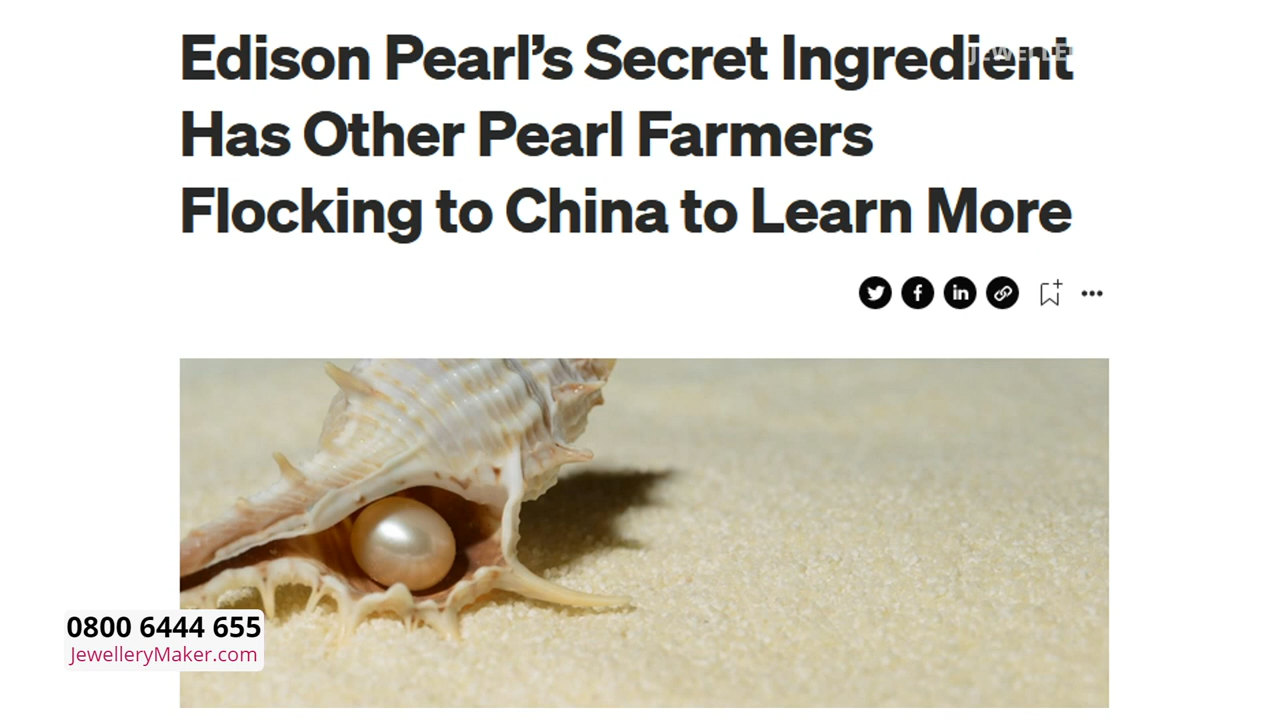 Edison Pearl's Secret Ingredient
Has Other Pearl Farmers
Flocking to China to Learn More
0800 6444 655
JewelleryMaker.com